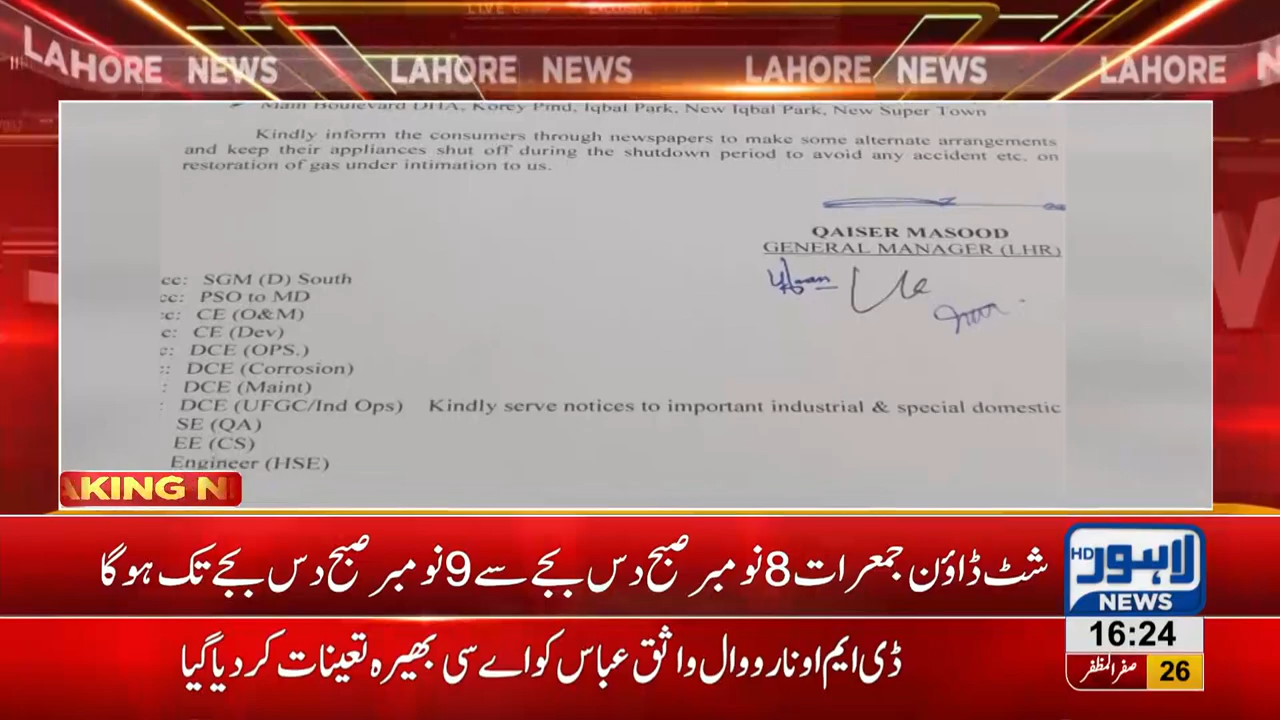 LIVE
EXCLUSIVE
LAHORE NEWS LAHORE NEWS LAHORE NEWS LAHORE N
Main Boulevard DHA, Korey Pind, Iqbal Park, New Iqbal Park, New Super Town
Kindly inform the consumers through newspapers to make some alternate arrangements
and keep their appliances shut off during the shutdown period to avoid any accident etc. on
restoration of gas under intimation to us.
QAISER MASOOD
GENERAL MANAGER (LHR)
cc: SGM (D) South
cc: PSO to MD
c: CE (O&M)
c: CE (Dev)
: DCE (OPS.)
: DCE (Corrosion)
: DCE (Maint)
: DCE (UFGC/Ind Ops) Kindly serve notices to important industrial & special domestic
SE (QA)
EE (CS)
Engineer (HSE)
AKING N
شٹ ڈاؤن جمعرات 8 نومبر صبح دس بجے سے 9 نومبر صبح دس بجے تک ہوگا
ڈی ایم او نارووال واثق عباس کو اے سی بھیرہ تعینات کردیا گیا
HD لاہور
NEWS
16:24
صفر المظفر 26